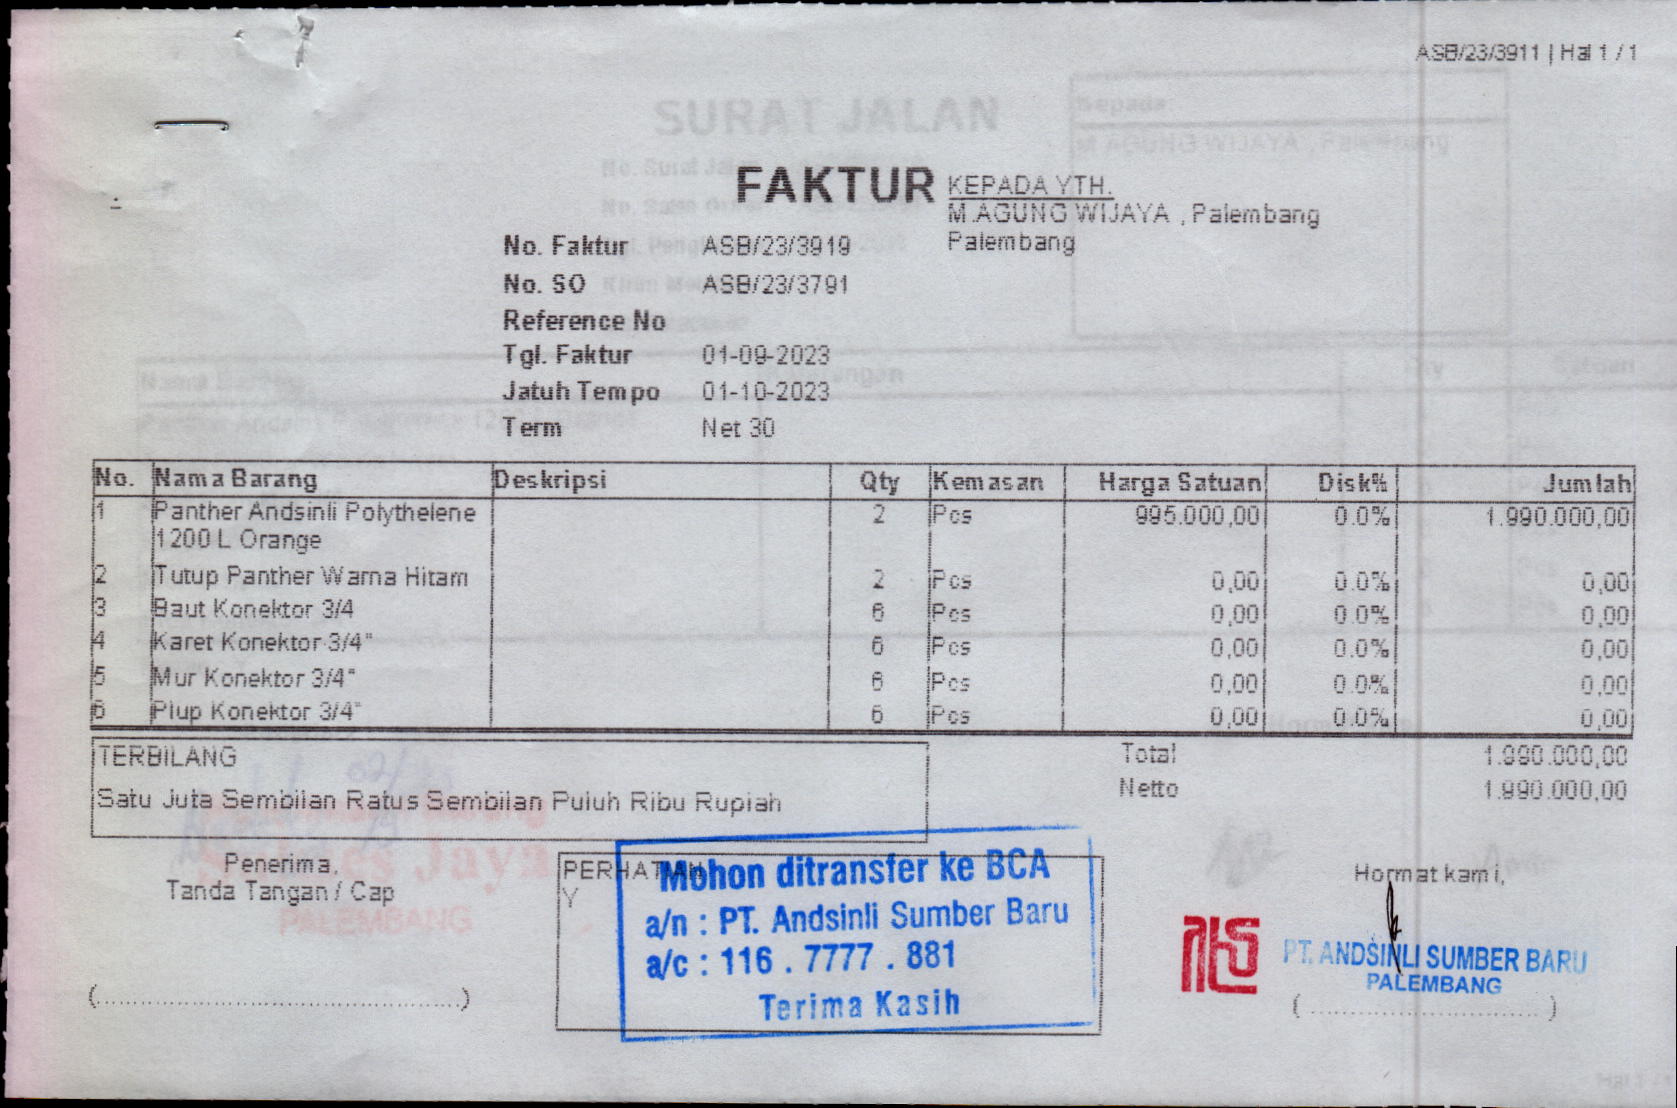 ASB/23/3911 | Hal 1 / 1
SURAT JALAN
Kepada
M AGUNG WIJAYA , Palembang
FAKTUR
KEPADA YTH.
M.AGUNG WIJAYA , Palembang
Palembang
No. Faktur ASB/23/3919
No. SO ASB/23/3791
Reference No
Tgl. Faktur 01-09-2023
Jatuh Tempo 01-10-2023
Term Net 30
No. Nama Barang Deskripsi Qty Kemasan Harga Satuan Disk% Jumlah
1 Panther Andsinli Polythelene 2 Pcs 995.000,00 0.0% 1.990.000,00
1200 L Orange
2 Tutup Panther Warna Hitam 2 Pcs 0,00 0.0% 0,00
3 Baut Konektor 3/4 6 Pcs 0,00 0.0% 0,00
4 Karet Konektor 3/4" 6 Pcs 0,00 0.0% 0,00
5 Mur Konektor 3/4" 6 Pcs 0,00 0.0% 0,00
6 Plup Konektor 3/4" 6 Pcs 0,00 0.0% 0,00
TERBILANG
Satu Juta Sembilan Ratus Sembilan Puluh Ribu Rupiah
Total 1.990.000,00
Netto 1.990.000,00
Penerima,
Tanda Tangan / Cap
PALEMBANG
(..............................................)
PERHATIAN
Y
Mohon ditransfer ke BCA
a/n : PT. Andsinli Sumber Baru
a/c : 116 . 7777 . 881
Terima Kasih
Hormat kami,
PT. ANDSINLI SUMBER BARU
PALEMBANG
( ............................. )